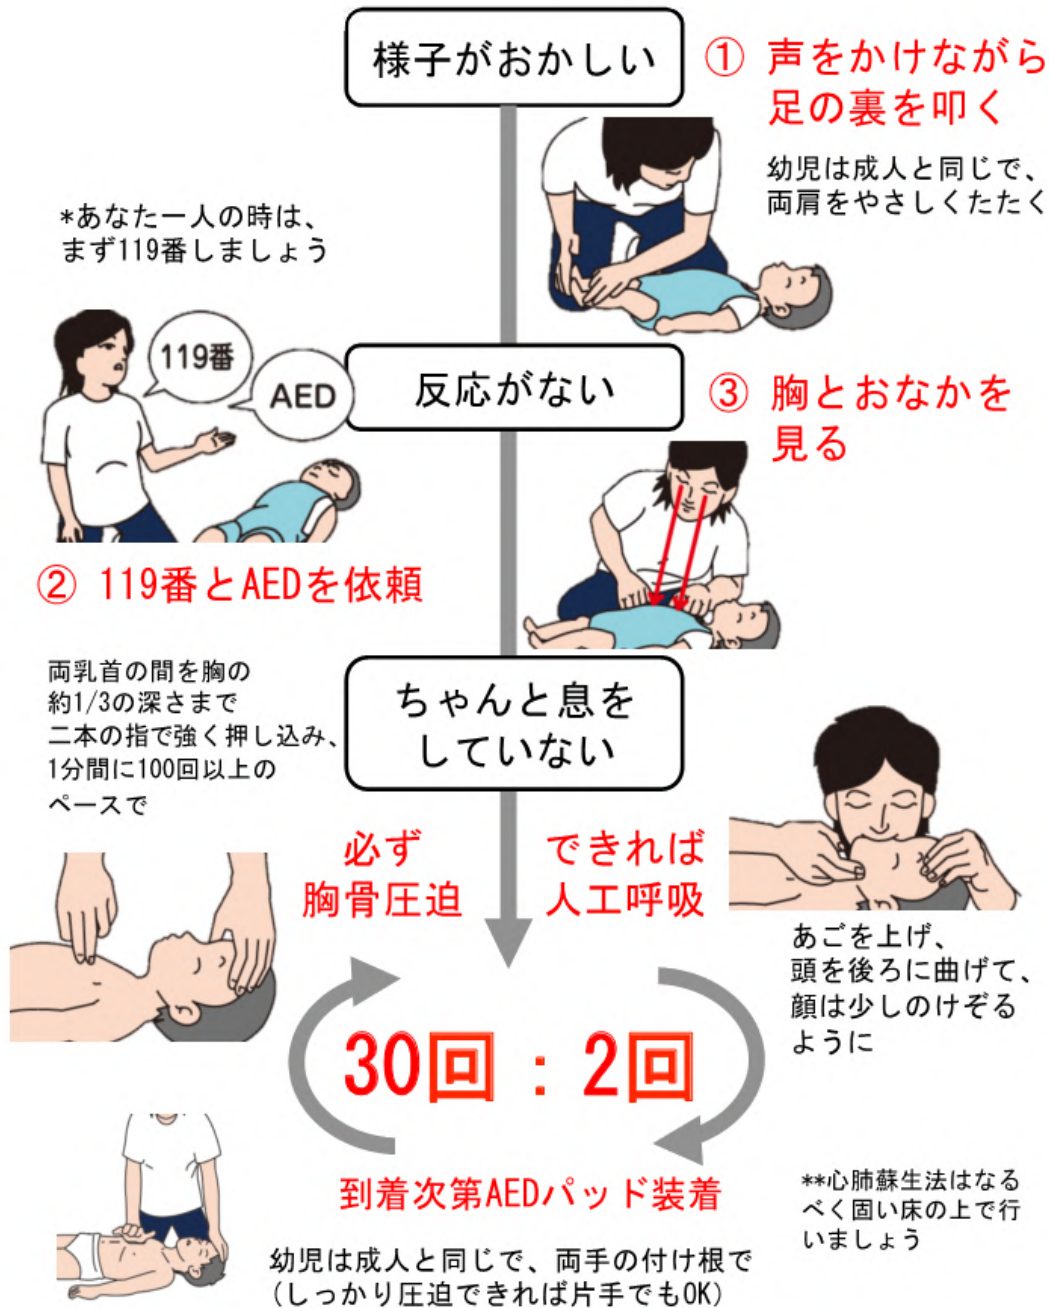 様子がおかしい
① 声をかけながら
足の裏を叩く
幼児は成人と同じで、
両肩をやさしくたたく
*あなた一人の時は、
まず119番しましょう
119番
AED
反応がない
② 119番とAEDを依頼
③ 胸とおなかを
見る
ちゃんと息を
していない
両乳首の間を胸の
約1/3の深さまで
二本の指で強く押し込み、
1分間に100回以上の
ペースで
必ず
胸骨圧迫
できれば
人工呼吸
あごを上げ、
頭を後ろに曲げて、
顔は少しのけぞる
ように
30回:2回
到着次第AEDパッド装着
幼児は成人と同じで、両手の付け根で
(しっかり圧迫できれば片手でもOK)
**心肺蘇生法はなる
べく固い床の上で行
いましょう